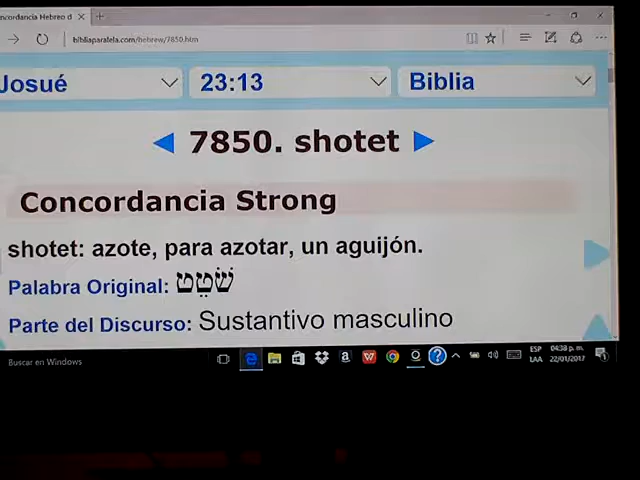 oncordancia Hebreo d
bibliaparalela.com/hebrew/7850.htm
Josué 23:13 Biblia
7850. shotet
Concordancia Strong
shotet: azote, para azotar, un aguijón.
Palabra Original: שֹׁטֵט
Parte del Discurso: Sustantivo masculino
Buscar en Windows
ESP 04:38 p. m.
LAA 22/01/2017